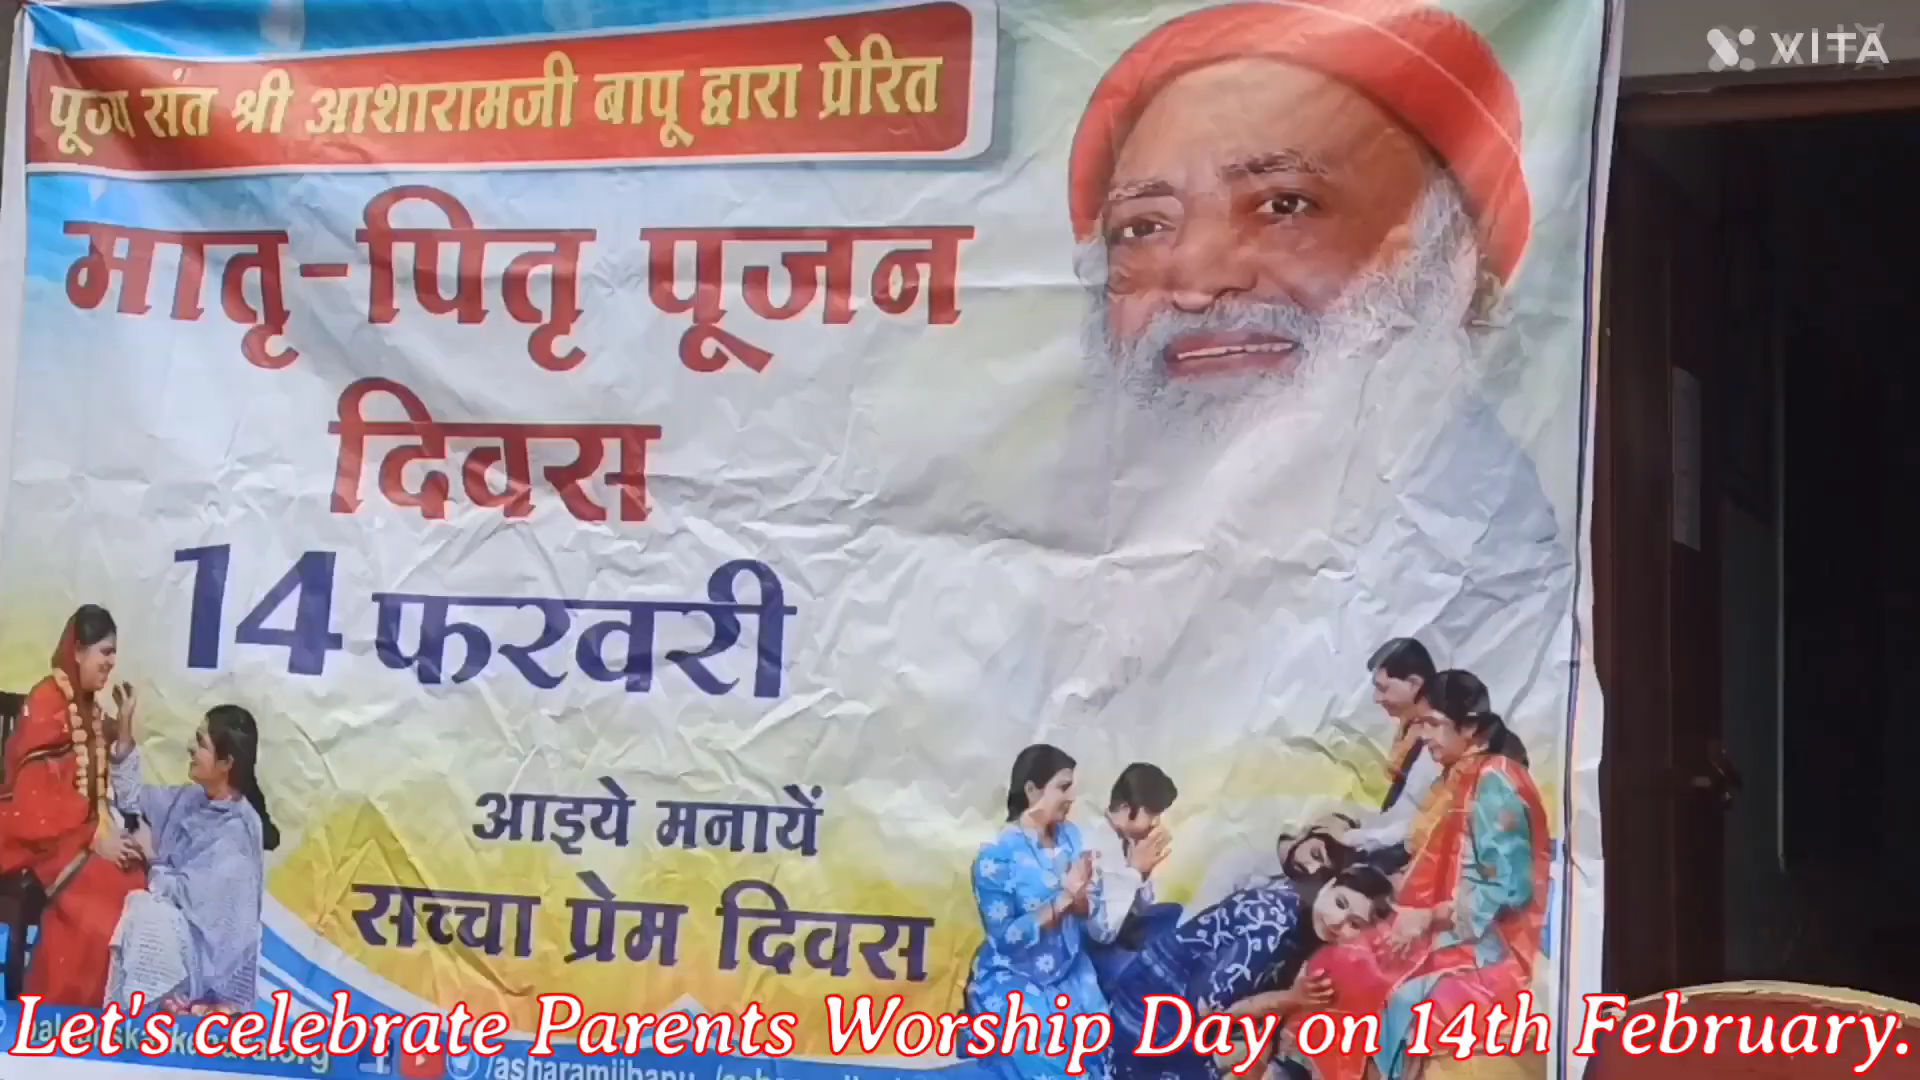 VITA
पूज्य संत श्री आशारामजी बापू द्वारा प्रेरित
मातृ-पितृ पूजन
दिवस
14 फरवरी
आइये मनायें
सच्चा प्रेम दिवस
Let's celebrate Parents Worship Day on 14th February.
/asharamjibapu